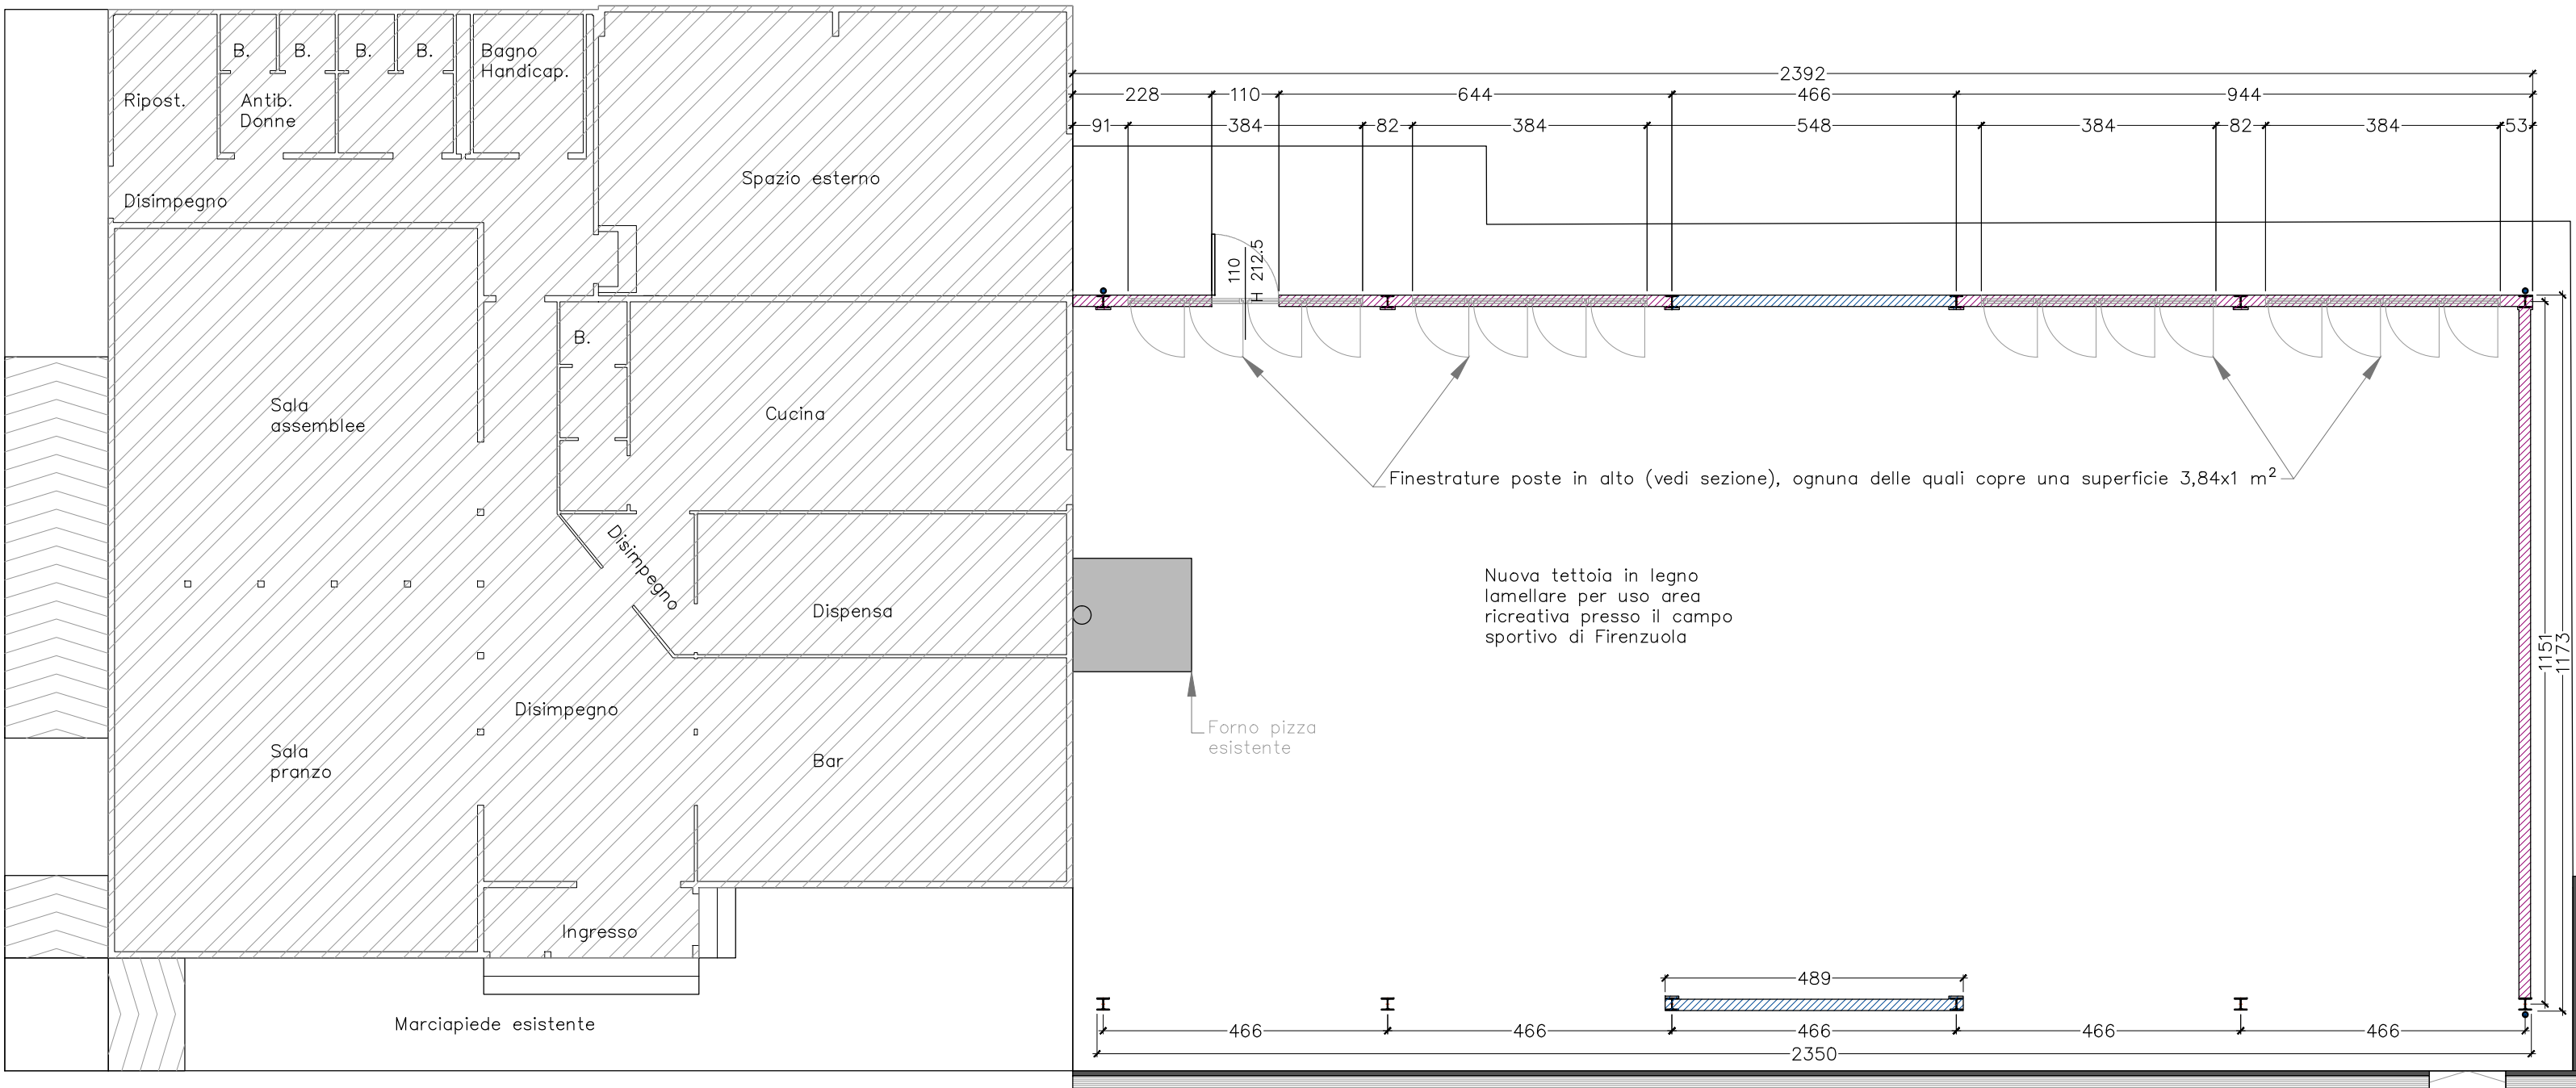 B.
B.
B.
B.
Bagno
Handicap.
Ripost.
Antib.
Donne
Disimpegno
Spazio esterno
2392
228
110
644
466
944
91
384
82
384
548
384
82
384
53
110
H 212.5
B.
Sala
assemblee
Cucina
Finestrature poste in alto (vedi sezione), ognuna delle quali copre una superficie 3,84x1 m²
Disimpegno
Dispensa
Nuova tettoia in legno
lamellare per uso area
ricreativa presso il campo
sportivo di Firenzuola
1151
1173
Disimpegno
Forno pizza
esistente
Sala
pranzo
Bar
Ingresso
489
Marciapiede esistente
466
466
466
466
466
2350